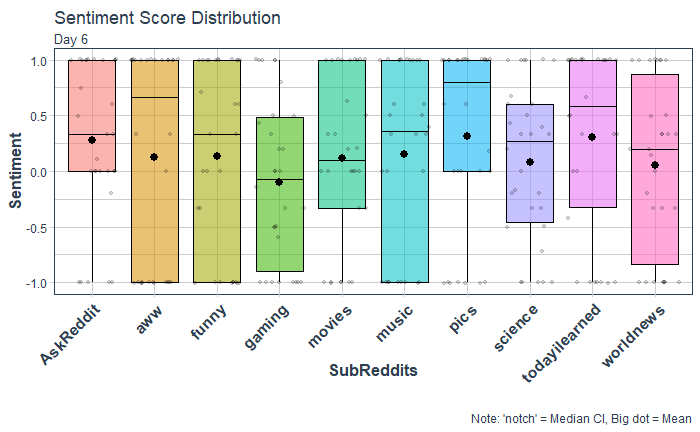 Sentiment Score Distribution
Day 6
1.0
0.5
0.0
-0.5
-1.0
Sentiment
AskReddit
aww
funny
gaming
movies
music
pics
science
todayilearned
worldnews
SubReddits
Note: 'notch' = Median CI, Big dot = Mean